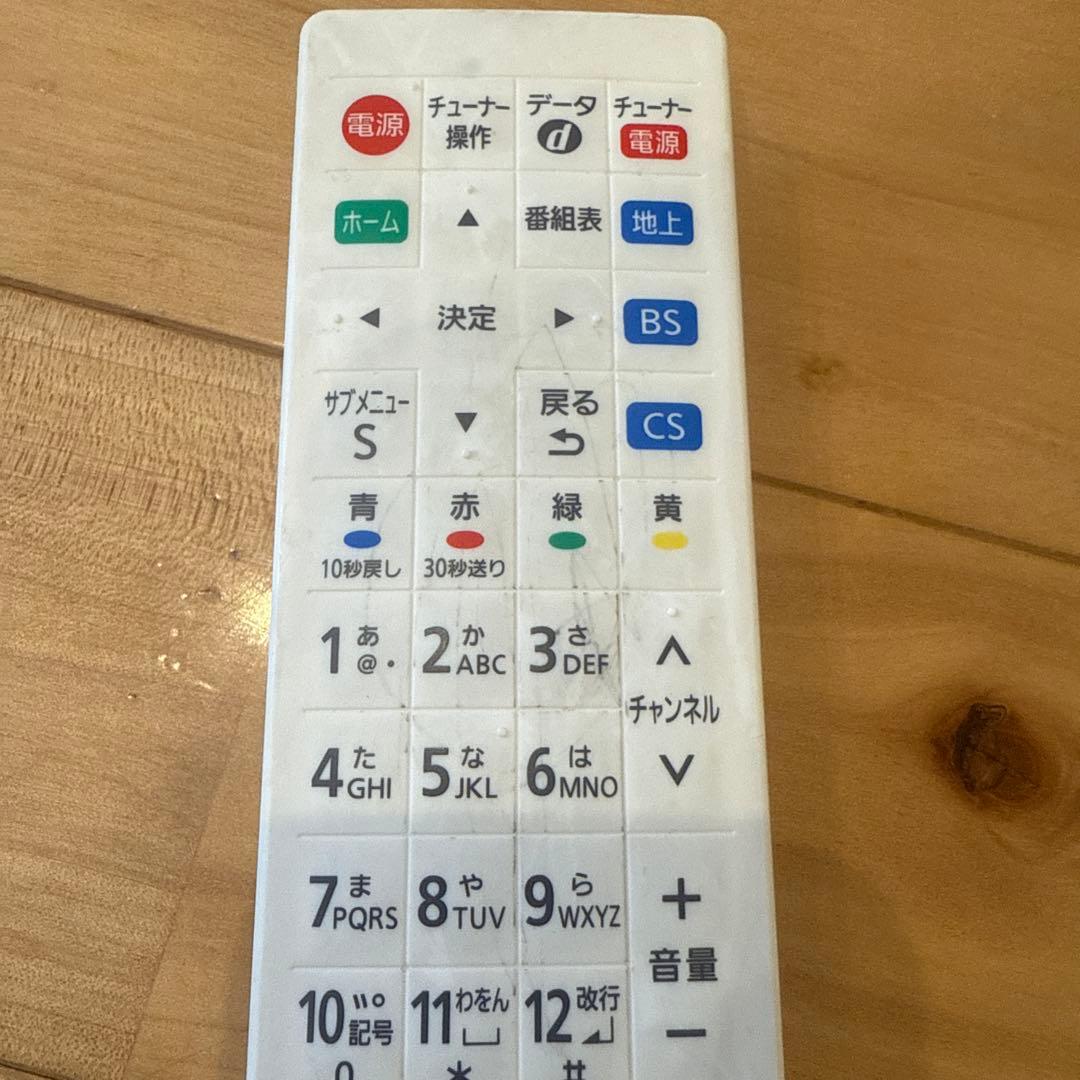 電源
チューナー
操作
データ
d
チューナー
電源
ホーム
▲
番組表
地上
◀
決定
▶
BS
サブメニュー
S
▼
戻る
CS
青
10秒戻し
赤
30秒送り
緑
黄
1 あ
@・
2 か
ABC
3 さ
DEF
チャンネル
4 た
GHI
5 な
JKL
6 は
MNO
7 ま
PQRS
8 や
TUV
9 ら
WXYZ
+
音量
−
10 ゛゜
記号
11 わをん
12 改行
0
*
#